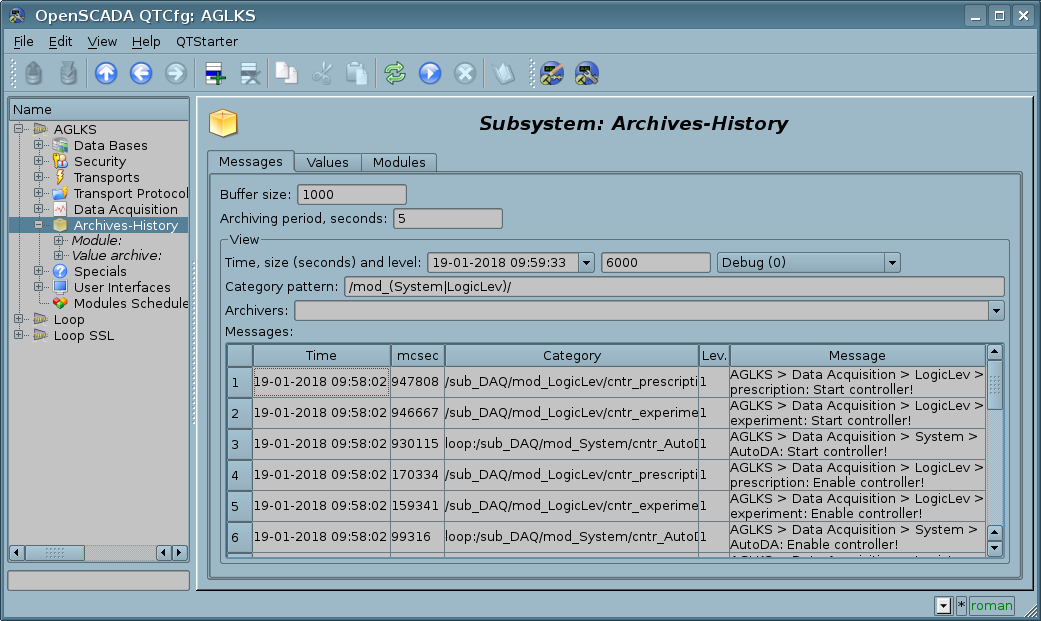 OpenSCADA QTCfg: AGLKS
File Edit View Help QTStarter
Name
AGLKS
Data Bases
Security
Transports
Transport Protocol
Data Acquisition
Archives-History
Module:
Value archive:
Specials
User Interfaces
Modules Schedule
Loop
Loop SSL
Subsystem: Archives-History
Messages Values Modules
Buffer size: 1000
Archiving period, seconds: 5
View
Time, size (seconds) and level: 19-01-2018 09:59:33 6000 Debug (0)
Category pattern: /mod_(System|LogicLev)/
Archivers:
Messages:
Time mcsec Category Lev. Message
1 19-01-2018 09:58:02 947808 /sub_DAQ/mod_LogicLev/cntr_prescripti 1 AGLKS > Data Acquisition > LogicLev >
prescription: Start controller!
2 19-01-2018 09:58:02 946667 /sub_DAQ/mod_LogicLev/cntr_experime 1 AGLKS > Data Acquisition > LogicLev >
experiment: Start controller!
3 19-01-2018 09:58:02 930115 loop:/sub_DAQ/mod_System/cntr_AutoD 1 AGLKS > Data Acquisition > System >
AutoDA: Start controller!
4 19-01-2018 09:58:02 170334 /sub_DAQ/mod_LogicLev/cntr_prescripti 1 AGLKS > Data Acquisition > LogicLev >
prescription: Enable controller!
5 19-01-2018 09:58:02 159341 /sub_DAQ/mod_LogicLev/cntr_experime 1 AGLKS > Data Acquisition > LogicLev >
experiment: Enable controller!
6 19-01-2018 09:58:02 99316 loop:/sub_DAQ/mod_System/cntr_AutoD 1 AGLKS > Data Acquisition > System >
AutoDA: Enable controller!
* roman